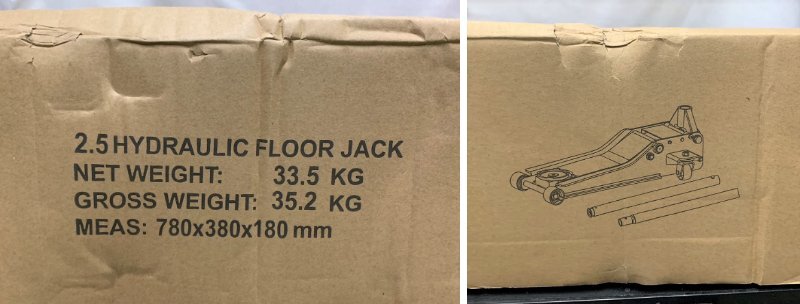 2.5 HYDRAULIC FLOOR JACK
NET WEIGHT: 33.5 KG
GROSS WEIGHT: 35.2 KG
MEAS: 780x380x180 mm